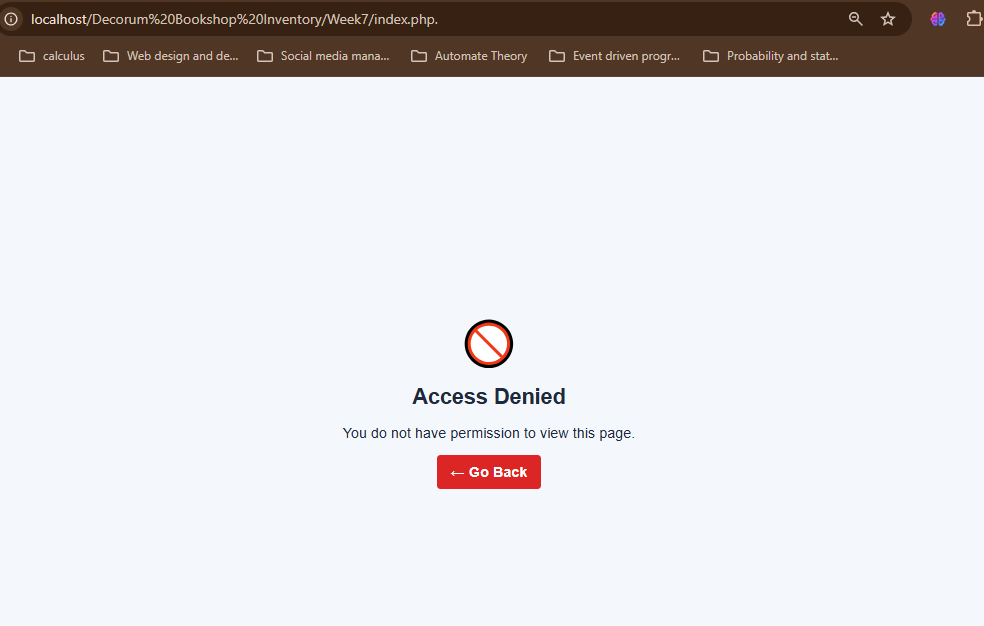 localhost/Decorum%20Bookshop%20Inventory/Week7/index.php.
calculus Web design and de... Social media mana... Automate Theory Event driven progr... Probability and stat...
Access Denied
You do not have permission to view this page.
← Go Back